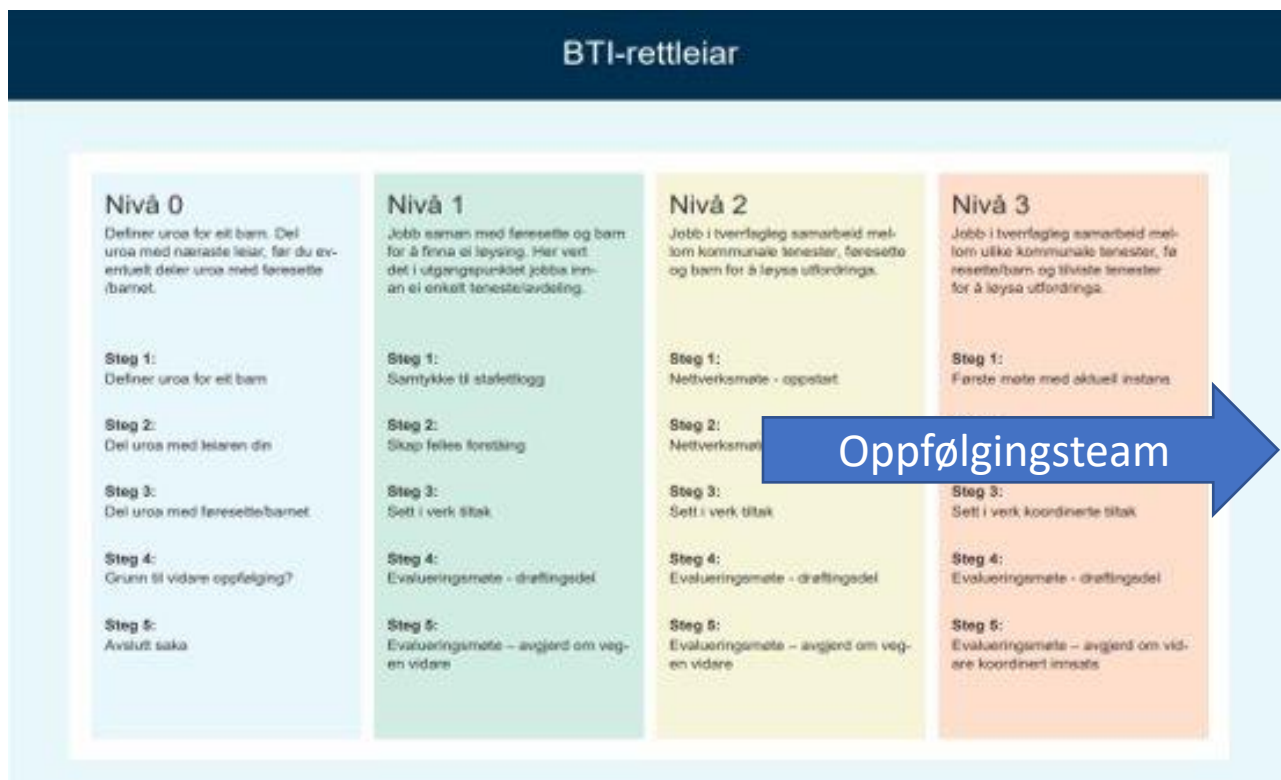 BTI-rettleiar
Nivå 0
Definer uroa for eit barn. Del
uroa med næraste leiar, før du ev-
entuelt deler uroa med føresette
/barnet.
Steg 1:
Definer uroa for eit barn
Steg 2:
Del uroa med leiaren din
Steg 3:
Del uroa med føresette/barnet
Steg 4:
Grunn til vidare oppfølging?
Steg 5:
Avslutt saka
Nivå 1
Jobb saman med føresette og barn
for å finna ei løysing. Her vert
det i utgangspunktet jobba inn-
an ei enkelt teneste/avdeling.
Steg 1:
Samtykke til stafettlogg
Steg 2:
Skap felles forståing
Steg 3:
Sett i verk tiltak
Steg 4:
Evalueringsmøte - drøftingsdel
Steg 5:
Evalueringsmøte – avgjerd om veg-
en vidare
Nivå 2
Jobb i tverrfagleg samarbeid mel-
lom kommunale tenester, føresette
og barn for å løysa utfordringa.
Steg 1:
Nettverksmøte - oppstart
Steg 2:
Steg 3:
Sett i verk tiltak
Steg 4:
Evalueringsmøte - drøftingsdel
Steg 5:
Evalueringsmøte – avgjerd om veg-
en vidare
Nivå 3
Jobb i tverrfagleg samarbeid mel-
lom ulike kommunale tenester, fø
resette/barn og tilviste tenester
for å løysa utfordringa.
Steg 1:
Første møte med aktuell instans
Oppfølgingsteam
Steg 3:
Sett i verk koordinerte tiltak
Steg 4:
Evalueringsmøte - drøftingsdel
Steg 5:
Evalueringsmøte – avgjerd om vid-
are koordinert innsats